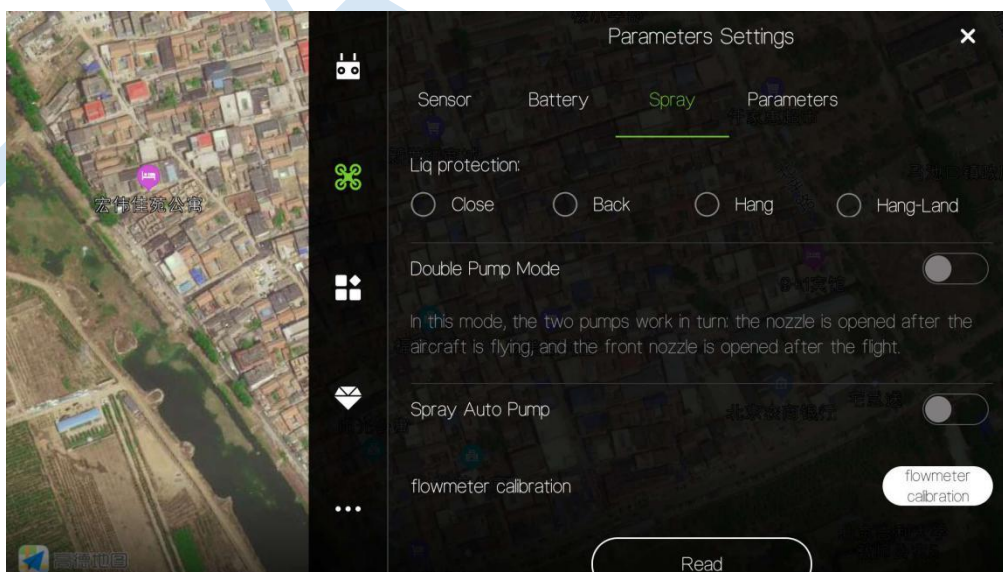 Parameters Settings
Sensor Battery Spray Parameters
Liq protection:
Close Back Hang Hang-Land
Double Pump Mode
In this mode, the two pumps work in turn: the nozzle is opened after the
aircraft is flying, and the front nozzle is opened after the flight.
Spray Auto Pump
flowmeter calibration
flowmeter
calibration
Read
宏伟佳苑公寓
高德地图